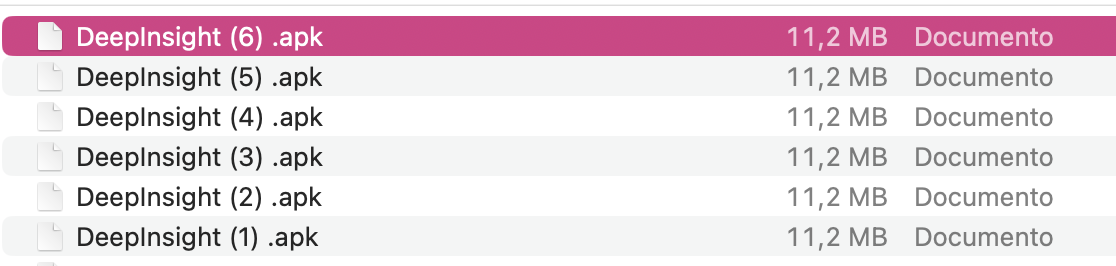 DeepInsight (6) .apk 11,2 MB Documento
DeepInsight (5) .apk 11,2 MB Documento
DeepInsight (4) .apk 11,2 MB Documento
DeepInsight (3) .apk 11,2 MB Documento
DeepInsight (2) .apk 11,2 MB Documento
DeepInsight (1) .apk 11,2 MB Documento